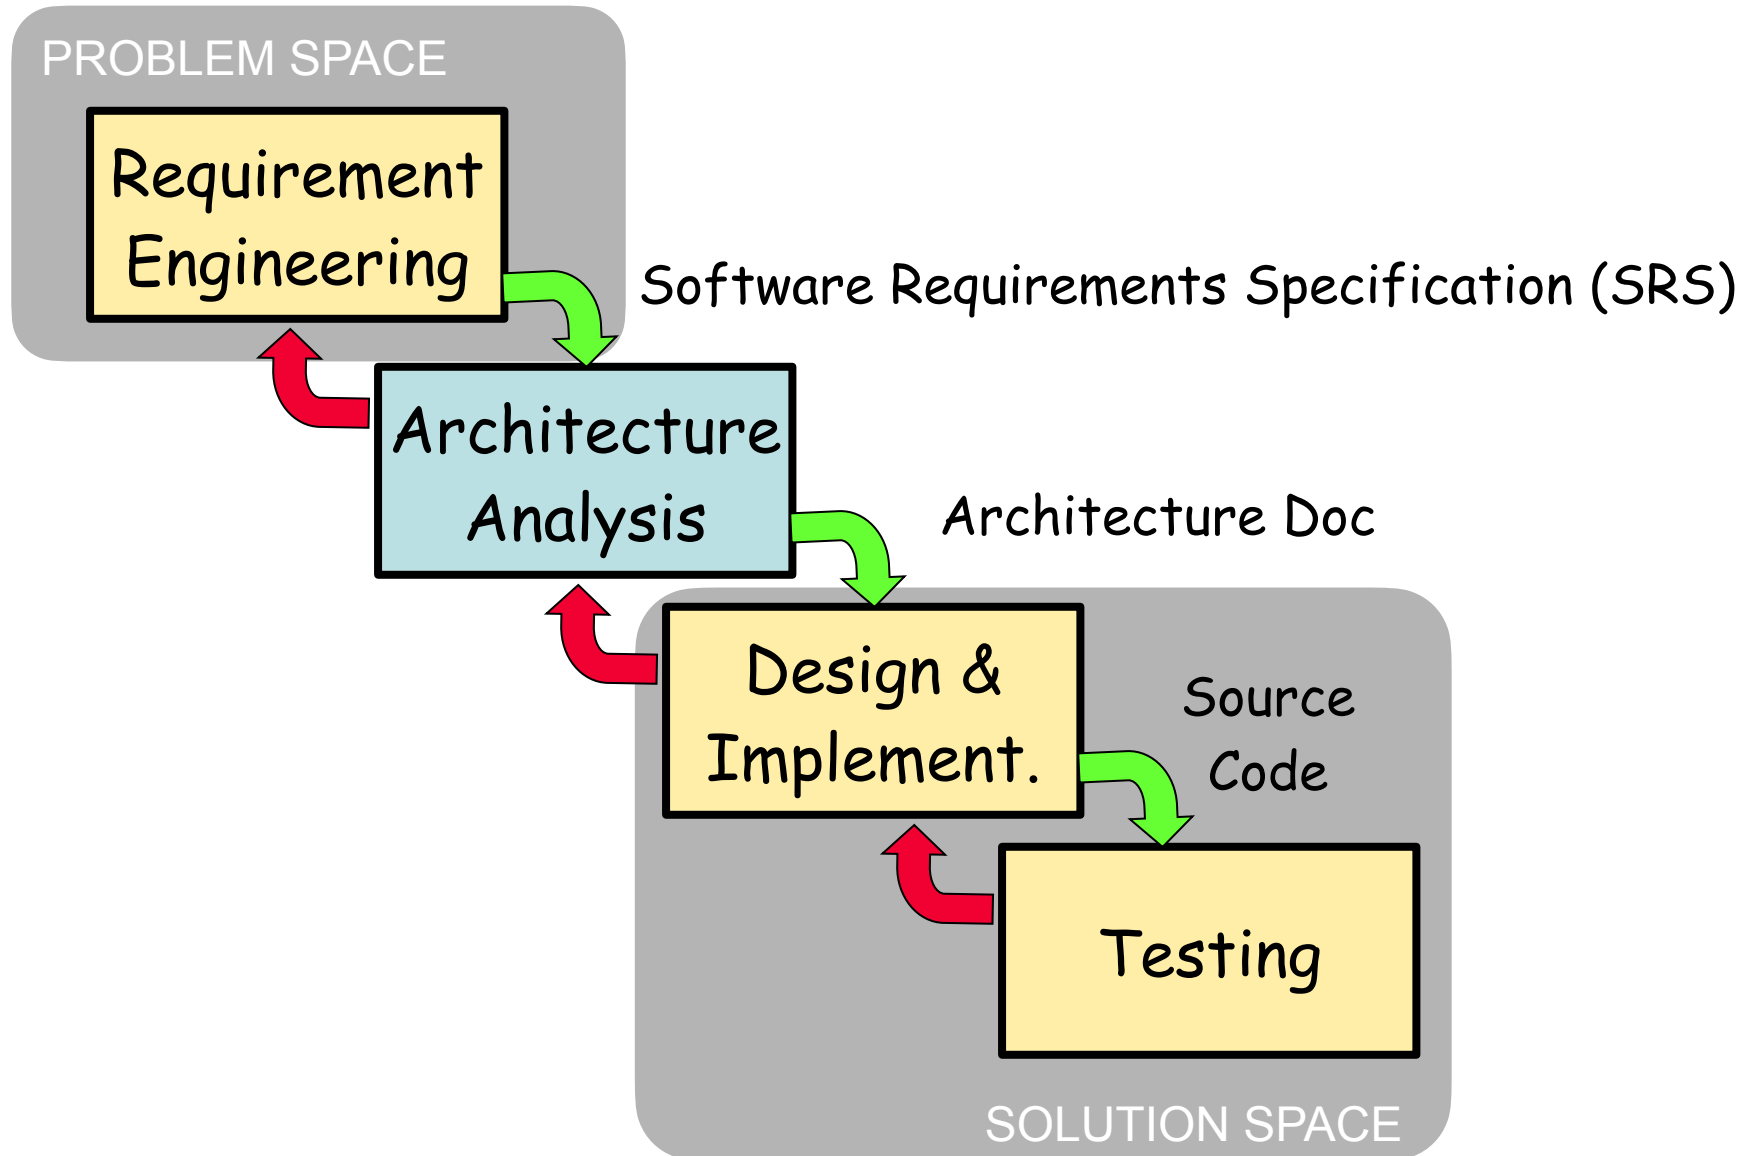 PROBLEM SPACE
Requirement
Engineering
Software Requirements Specification (SRS)
Architecture
Analysis
Architecture Doc
Design &
Implement.
Source
Code
Testing
SOLUTION SPACE